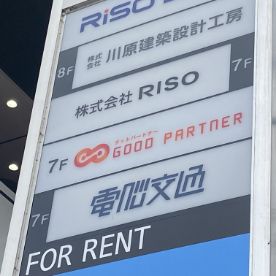 RISO
8F 株式会社 川原建築設計工房
株式会社 RISO 7F
グッドパートナー
7F GOOD PARTNER
7F 電脳交通
FOR RENT